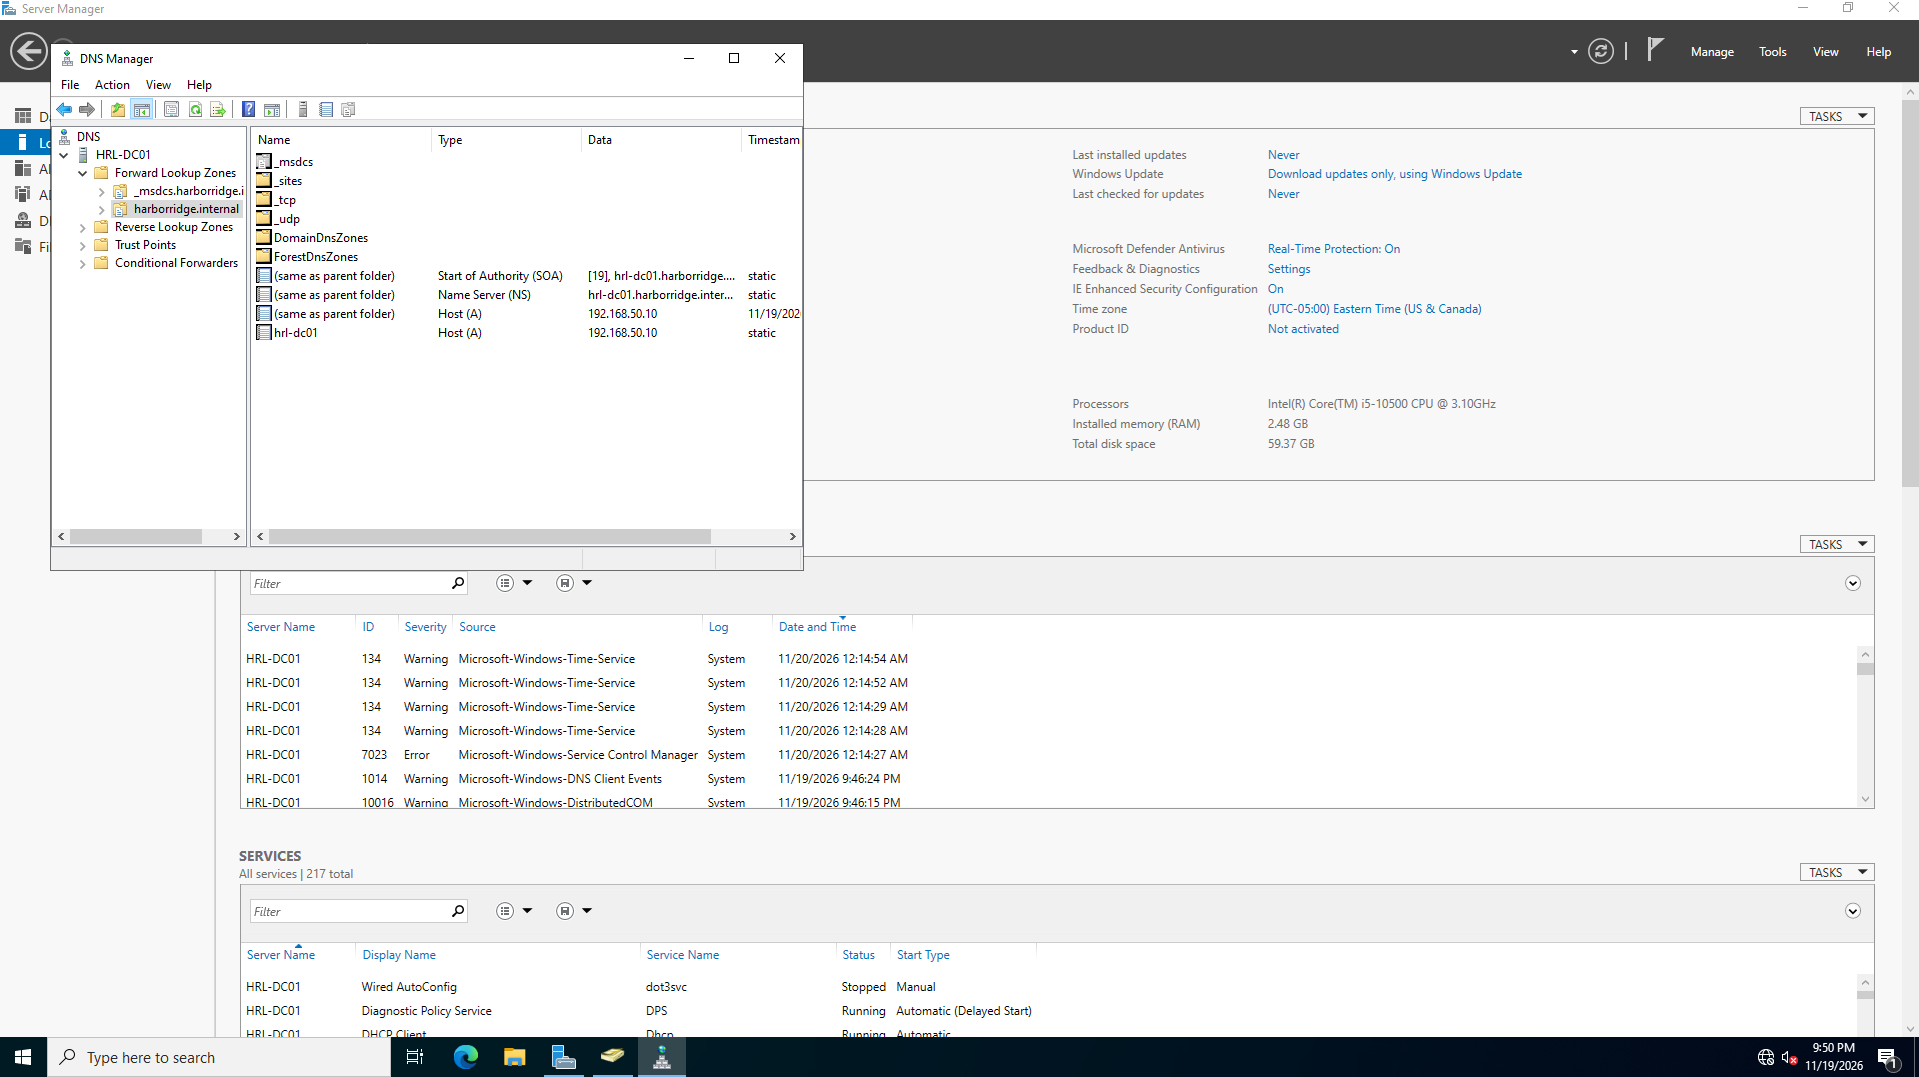 Server Manager
DNS Manager
File Action View Help
Manage Tools View Help
DNS
HRL-DC01
Forward Lookup Zones
_msdcs.harborridge.i
harborridge.internal
Reverse Lookup Zones
Trust Points
Conditional Forwarders
Name Type Data Timestam
_msdcs
_sites
_tcp
_udp
DomainDnsZones
ForestDnsZones
(same as parent folder) Start of Authority (SOA) [19], hrl-dc01.harborridge.... static
(same as parent folder) Name Server (NS) hrl-dc01.harborridge.inter... static
(same as parent folder) Host (A) 192.168.50.10 11/19/202
hrl-dc01 Host (A) 192.168.50.10 static
TASKS
Last installed updates Never
Windows Update Download updates only, using Windows Update
Last checked for updates Never
Microsoft Defender Antivirus Real-Time Protection: On
Feedback & Diagnostics Settings
IE Enhanced Security Configuration On
Time zone (UTC-05:00) Eastern Time (US & Canada)
Product ID Not activated
Processors Intel(R) Core(TM) i5-10500 CPU @ 3.10GHz
Installed memory (RAM) 2.48 GB
Total disk space 59.37 GB
TASKS
Filter
Server Name ID Severity Source Log Date and Time
HRL-DC01 134 Warning Microsoft-Windows-Time-Service System 11/20/2026 12:14:54 AM
HRL-DC01 134 Warning Microsoft-Windows-Time-Service System 11/20/2026 12:14:52 AM
HRL-DC01 134 Warning Microsoft-Windows-Time-Service System 11/20/2026 12:14:29 AM
HRL-DC01 134 Warning Microsoft-Windows-Time-Service System 11/20/2026 12:14:28 AM
HRL-DC01 7023 Error Microsoft-Windows-Service Control Manager System 11/20/2026 12:14:27 AM
HRL-DC01 1014 Warning Microsoft-Windows-DNS Client Events System 11/19/2026 9:46:24 PM
HRL-DC01 10016 Warning Microsoft-Windows-DistributedCOM System 11/19/2026 9:46:15 PM
SERVICES
All services | 217 total
TASKS
Filter
Server Name Display Name Service Name Status Start Type
HRL-DC01 Wired AutoConfig dot3svc Stopped Manual
HRL-DC01 Diagnostic Policy Service DPS Running Automatic (Delayed Start)
HRL-DC01 DHCP Client Dhcp Running Automatic
Type here to search
9:50 PM
11/19/2026
1